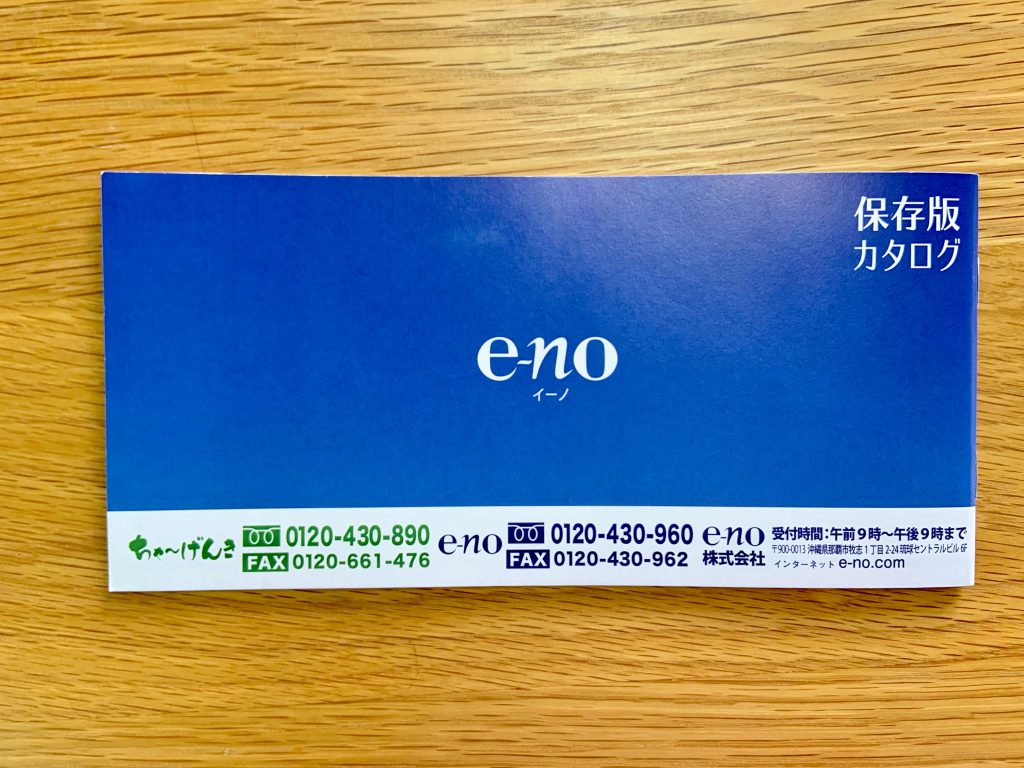 保存版
カタログ
e-no
イーノ
ちゃ〜げんき
0120-430-890
FAX 0120-661-476
e-no
0120-430-960
FAX 0120-430-962
e-no
株式会社
受付時間:午前9時〜午後9時まで
〒900-0013 沖縄県那覇市牧志1丁目2-24 琉球セントラルビル 6F
インターネット e-no.com